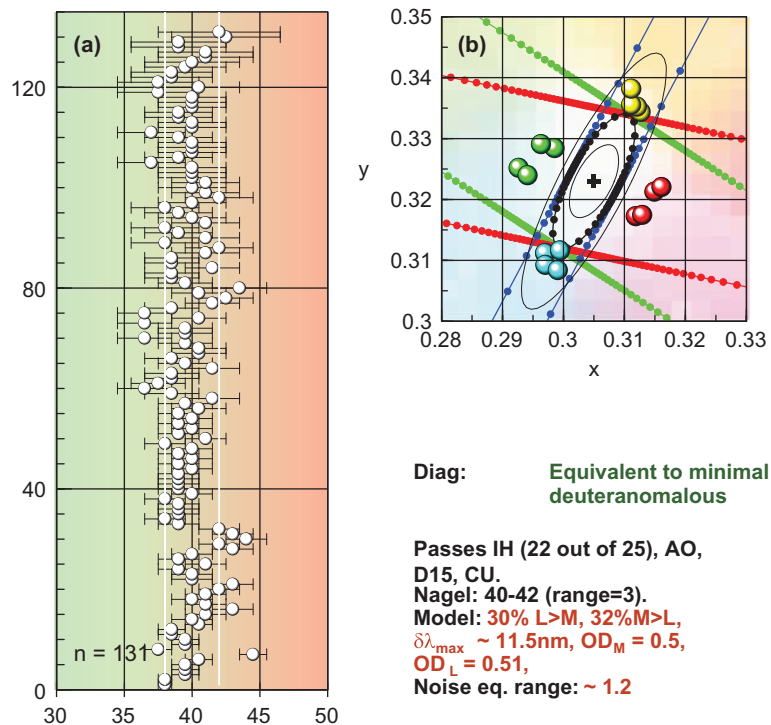 (a)
120
80
40
0
n = 131
30 35 40 45 50
(b)
0.35
0.34
0.33
y
0.32
0.31
0.3
0.28 0.29 0.3 0.31 0.32 0.33
x
Diag: Equivalent to minimal
deuteranomalous
Passes IH (22 out of 25), AO,
D15, CU.
Nagel: 40-42 (range=3).
Model: 30% L>M, 32%M>L,
δλmax ~ 11.5nm, ODM = 0.5,
ODL = 0.51,
Noise eq. range: ~ 1.2